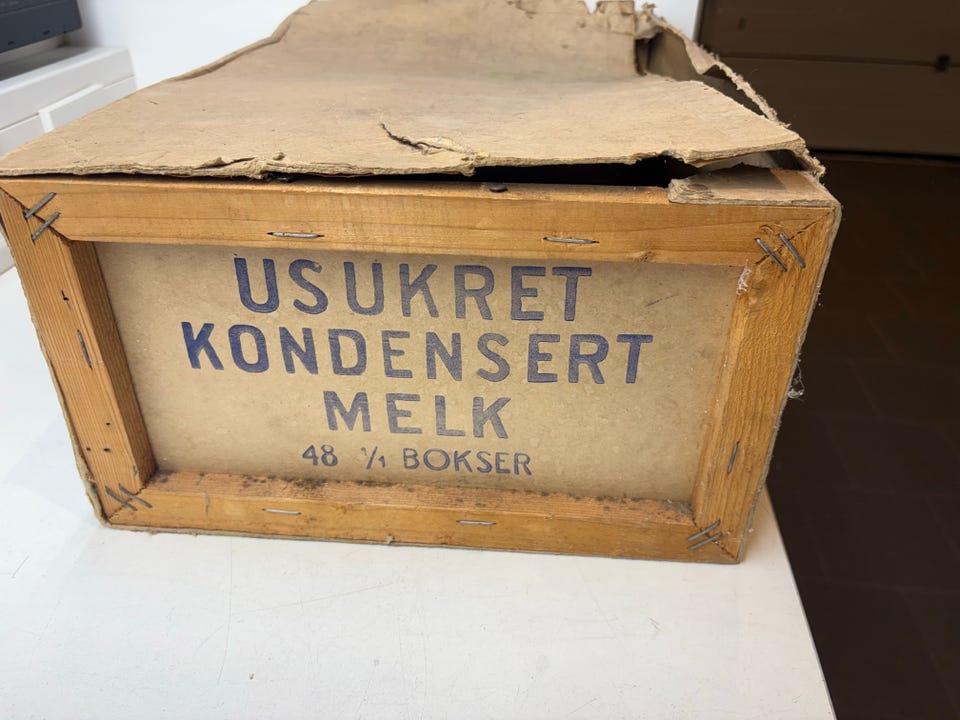 USUKRET
KONDENSERT
MELK
48 1/1 BOKSER